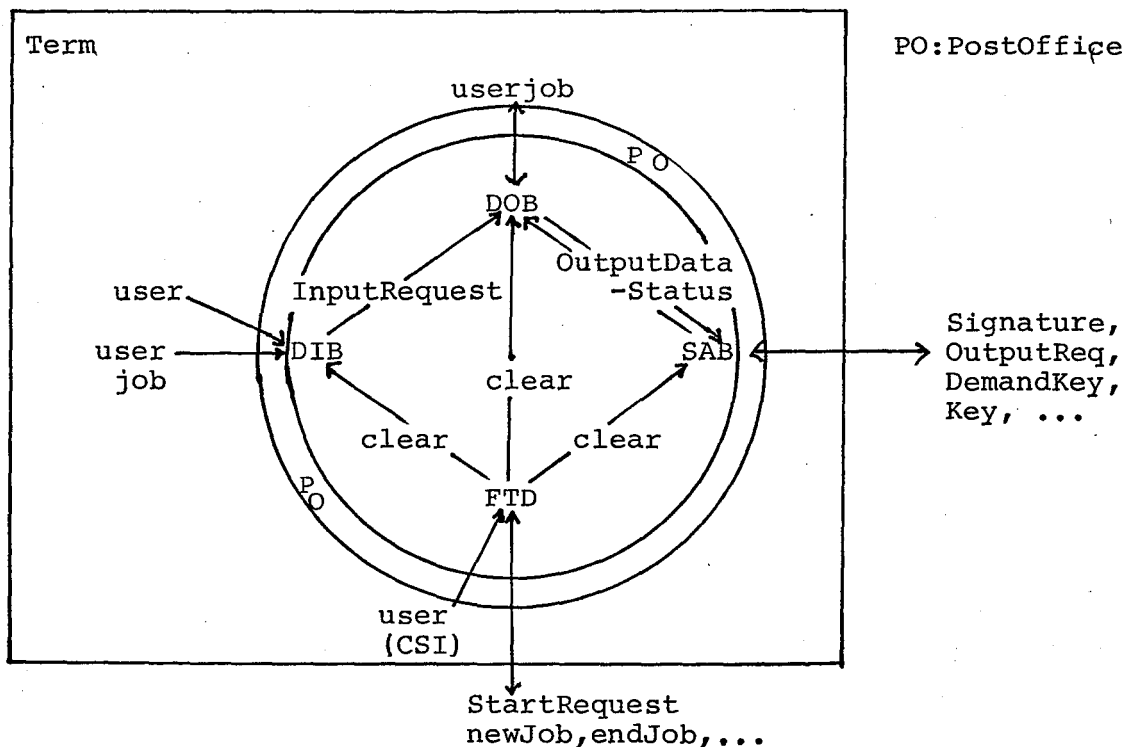 Term
PO:PostOffice
userjob
PO
DOB
OutputData
-Status
InputRequest
user
user
job
DIB
SAB
Signature,
OutputReq,
DemandKey,
Key, ...
clear
clear
clear
PO
FTD
user
(CSI)
StartRequest
newJob,endJob,...